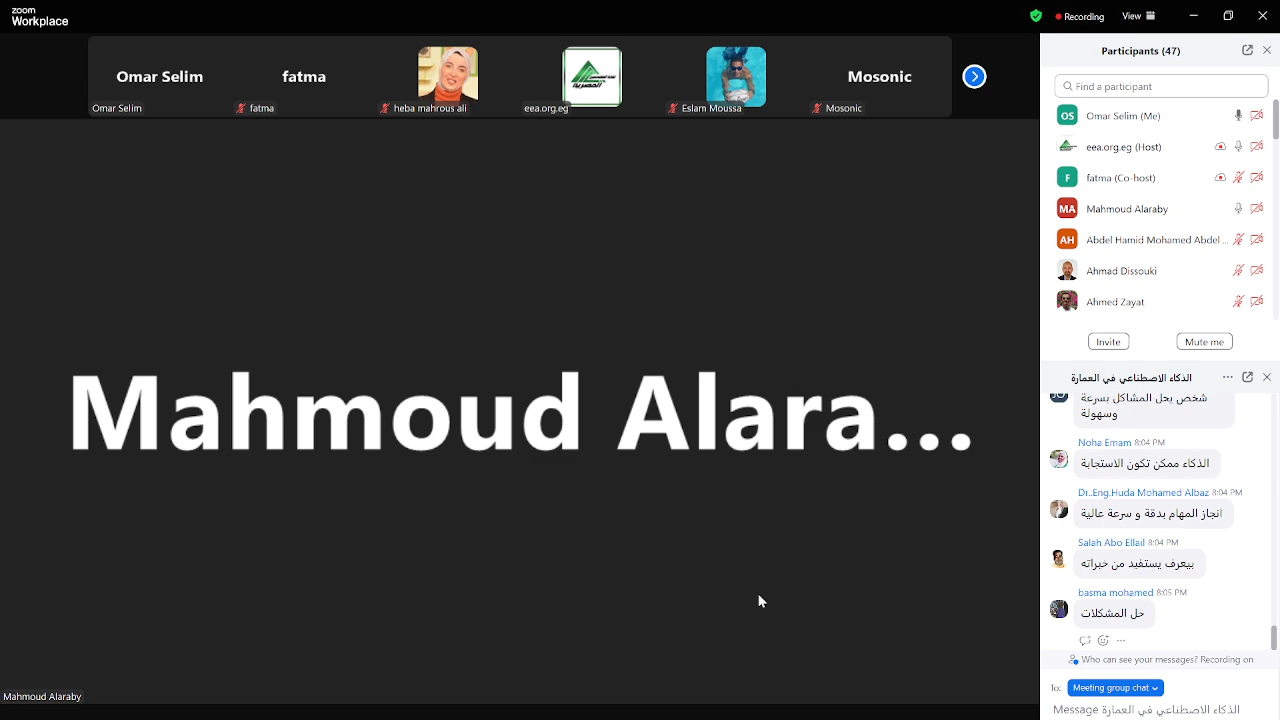 zoom
Workplace
Recording
View
Omar Selim
fatma
Mosonic
Omar Selim
fatma
heba mahrous ali
eea.org.eg
Eslam Moussa
Mosonic
Mahmoud Alara...
Mahmoud Alaraby
Participants (47)
Find a participant
OS Omar Selim (Me)
eea.org.eg (Host)
F fatma (Co-host)
MA Mahmoud Alaraby
AH Abdel Hamid Mohamed Abdel ...
Ahmad Dissouki
Ahmed Zayat
Invite
Mute me
الذكاء الاصطناعي في العمارة
شخص يحل المشاكل بسرعة
وسهولة
Noha Emam 8:04 PM
الذكاء ممكن تكون الاستجابة
Dr..Eng.Huda Mohamed Albaz 8:04 PM
انجاز المهام بدقة و سرعة عالية
Salah Abo Ellail 8:04 PM
بيعرف يستفيد من خبراته
basma mohamed 8:05 PM
حل المشكلات
Who can see your messages? Recording on
To: Meeting group chat
Message الذكاء الاصطناعي في العمارة